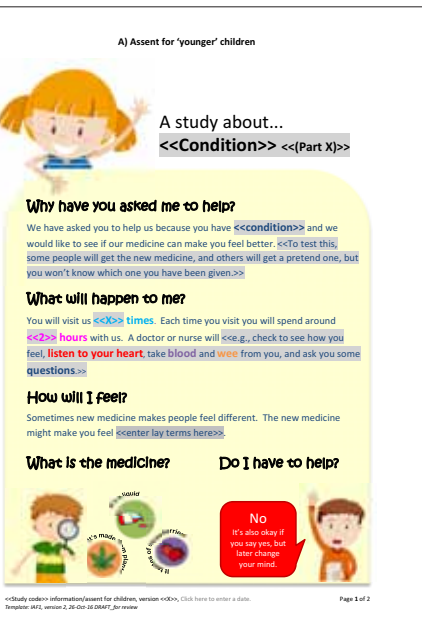 A) Assent for ‘younger’ children
A study about...
<<Condition>> <<(Part X)>>
Why have you asked me to help?
We have asked you to help us because you have <<condition>> and we
would like to see if our medicine can make you feel better. <<To test this,
some people will get the new medicine, and others will get a pretend one, but
you won’t know which one you have been given.>>
What will happen to me?
You will visit us <<X>> times. Each time you visit you will spend around
<<2>> hours with us. A doctor or nurse will <<e.g., check to see how you
feel, listen to your heart, take blood and wee from you, and ask you some
questions.>>
How will I feel?
Sometimes new medicine makes people feel different. The new medicine
might make you feel <<enter lay terms here>>.
What is the medicine?
Do I have to help?
liquid
It's made
It tastes of
No
It’s also okay if
you say yes, but
later change
your mind.
<<Study code>> information/assent for children, version <<X>>, Click here to enter a date.
Page 1 of 2
Template: IAF1, version 2, 26-Oct-16 DRAFT_for review